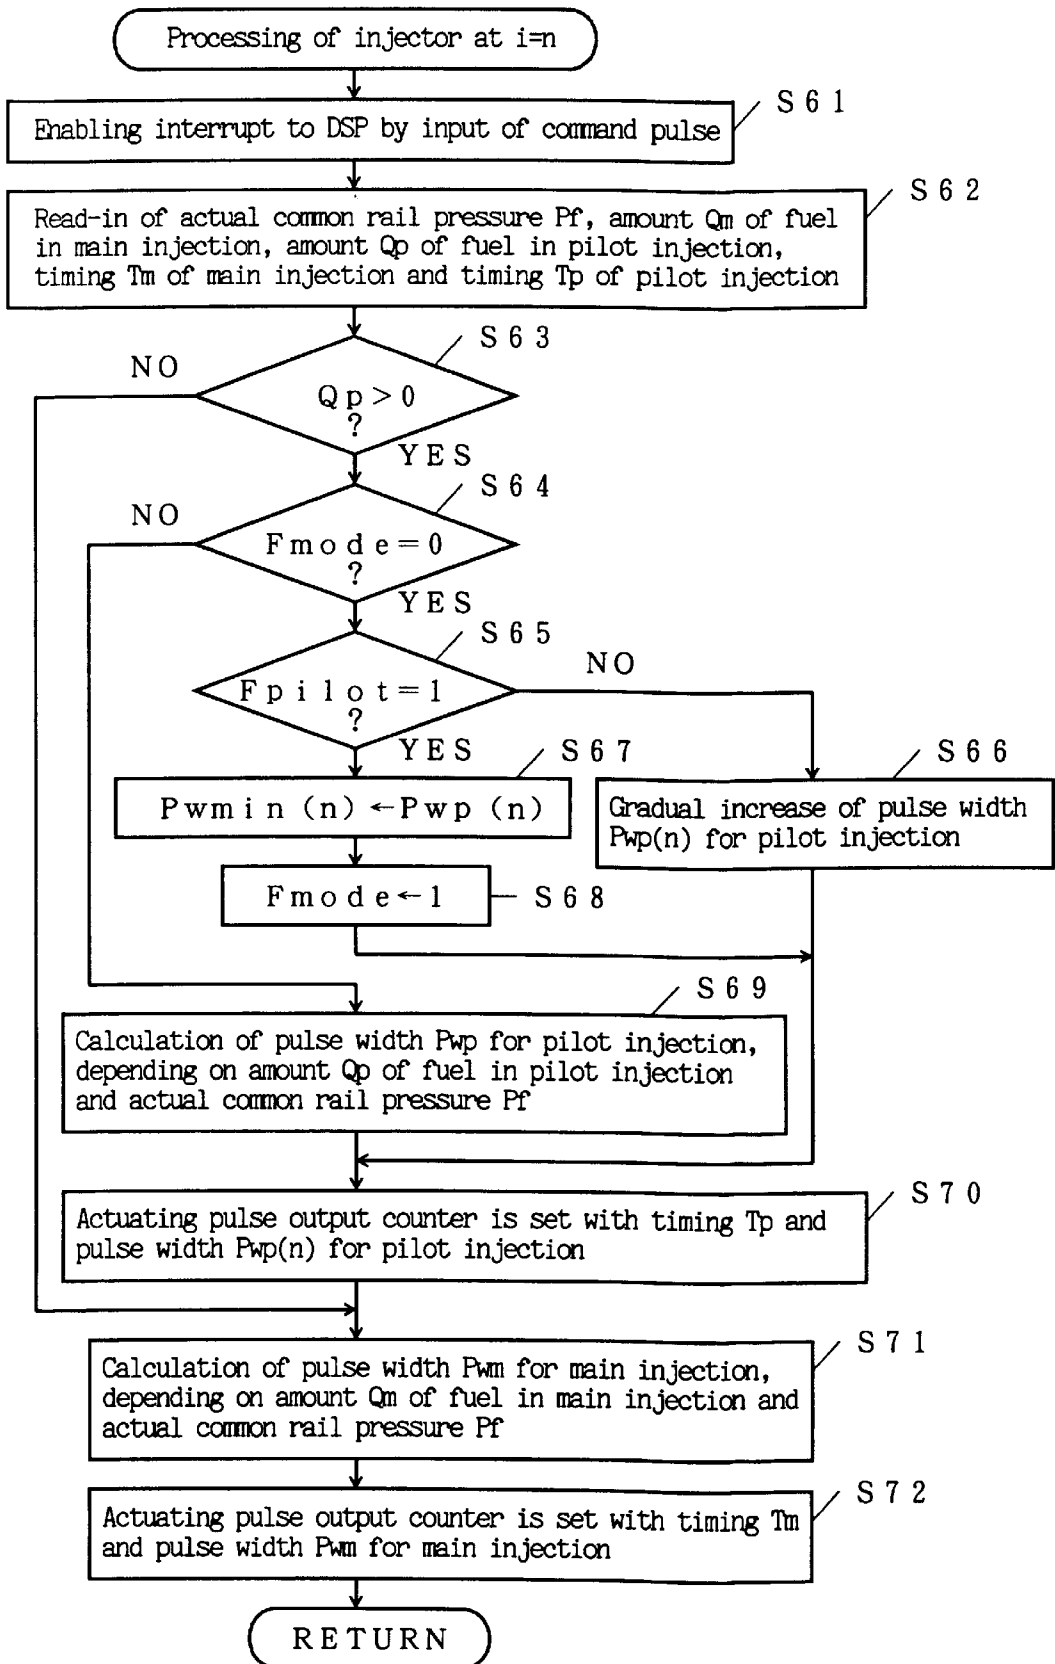 Processing of injector at i=n
S61
Enabling interrupt to DSP by input of command pulse
S62
Read-in of actual common rail pressure Pf, amount Qm of fuel
in main injection, amount Qp of fuel in pilot injection,
timing Tm of main injection and timing Tp of pilot injection
S63
NO
Qp>0
?
YES
S64
NO
Fmode=0
?
YES
S65
NO
Fpilot=1
?
YES
S67
S66
Pwmin (n) ←Pwp (n)
Gradual increase of pulse width
Pwp(n) for pilot injection
Fmode←1
S68
S69
Calculation of pulse width Pwp for pilot injection,
depending on amount Qp of fuel in pilot injection
and actual common rail pressure Pf
S70
Actuating pulse output counter is set with timing Tp and
pulse width Pwp(n) for pilot injection
S71
Calculation of pulse width Pwm for main injection,
depending on amount Qm of fuel in main injection and
actual common rail pressure Pf
S72
Actuating pulse output counter is set with timing Tm
and pulse width Pwm for main injection
RETURN